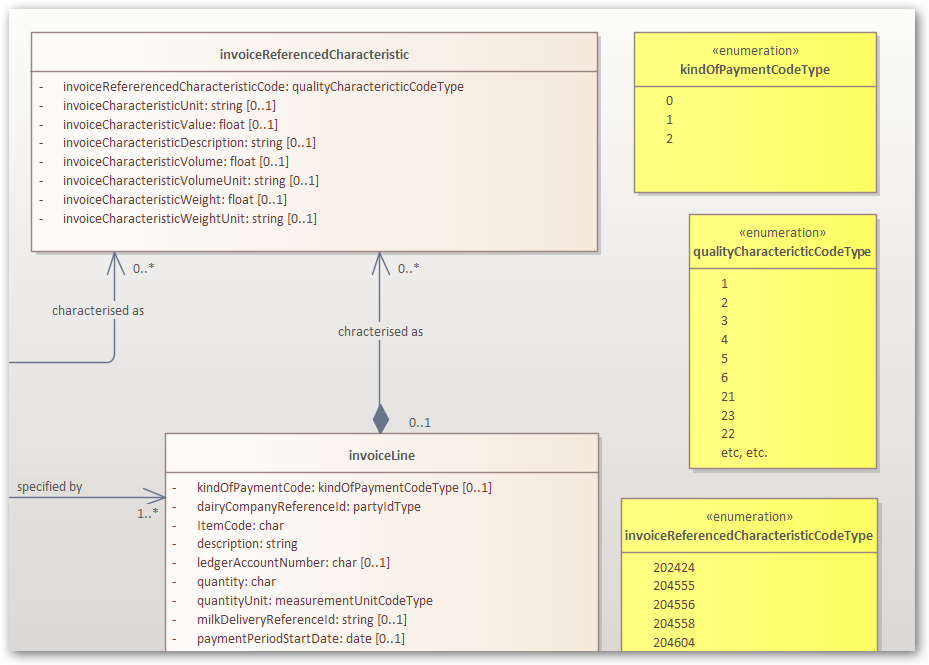 invoiceReferencedCharacteristic
- invoiceRefererencedCharacteristicCode: qualityCharactericticCodeType
- invoiceCharacteristicUnit: string [0..1]
- invoiceCharacteristicValue: float [0..1]
- invoiceCharacteristicDescription: string [0..1]
- invoiceCharacteristicVolume: float [0..1]
- invoiceCharacteristicVolumeUnit: string [0..1]
- invoiceCharacteristicWeight: float [0..1]
- invoiceCharacteristicWeightUnit: string [0..1]
«enumeration»
kindOfPaymentCodeType
0
1
2
«enumeration»
qualityCharactericticCodeType
1
2
3
4
5
6
21
23
22
etc, etc.
0..*
0..*
characterised as
chracterised as
0..1
specified by
1..*
invoiceLine
- kindOfPaymentCode: kindOfPaymentCodeType [0..1]
- dairyCompanyReferenceId: partyIdType
- ItemCode: char
- description: string
- ledgerAccountNumber: char [0..1]
- quantity: char
- quantityUnit: measurementUnitCodeType
- milkDeliveryReferenceId: string [0..1]
- paymentPeriodStartDate: date [0..1]
«enumeration»
invoiceReferencedCharacteristicCodeType
202424
204555
204556
204558
204604